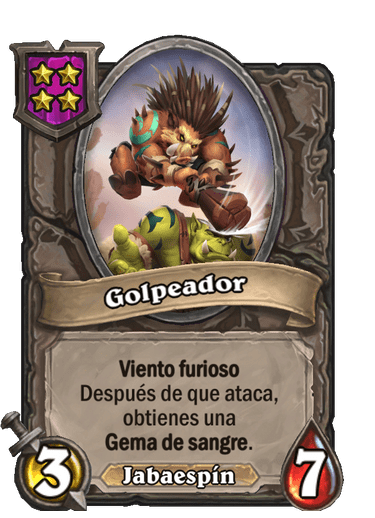 Golpeador
Viento furioso
Después de que ataca,
obtienes una
Gema de sangre.
3
Jabaespín
7